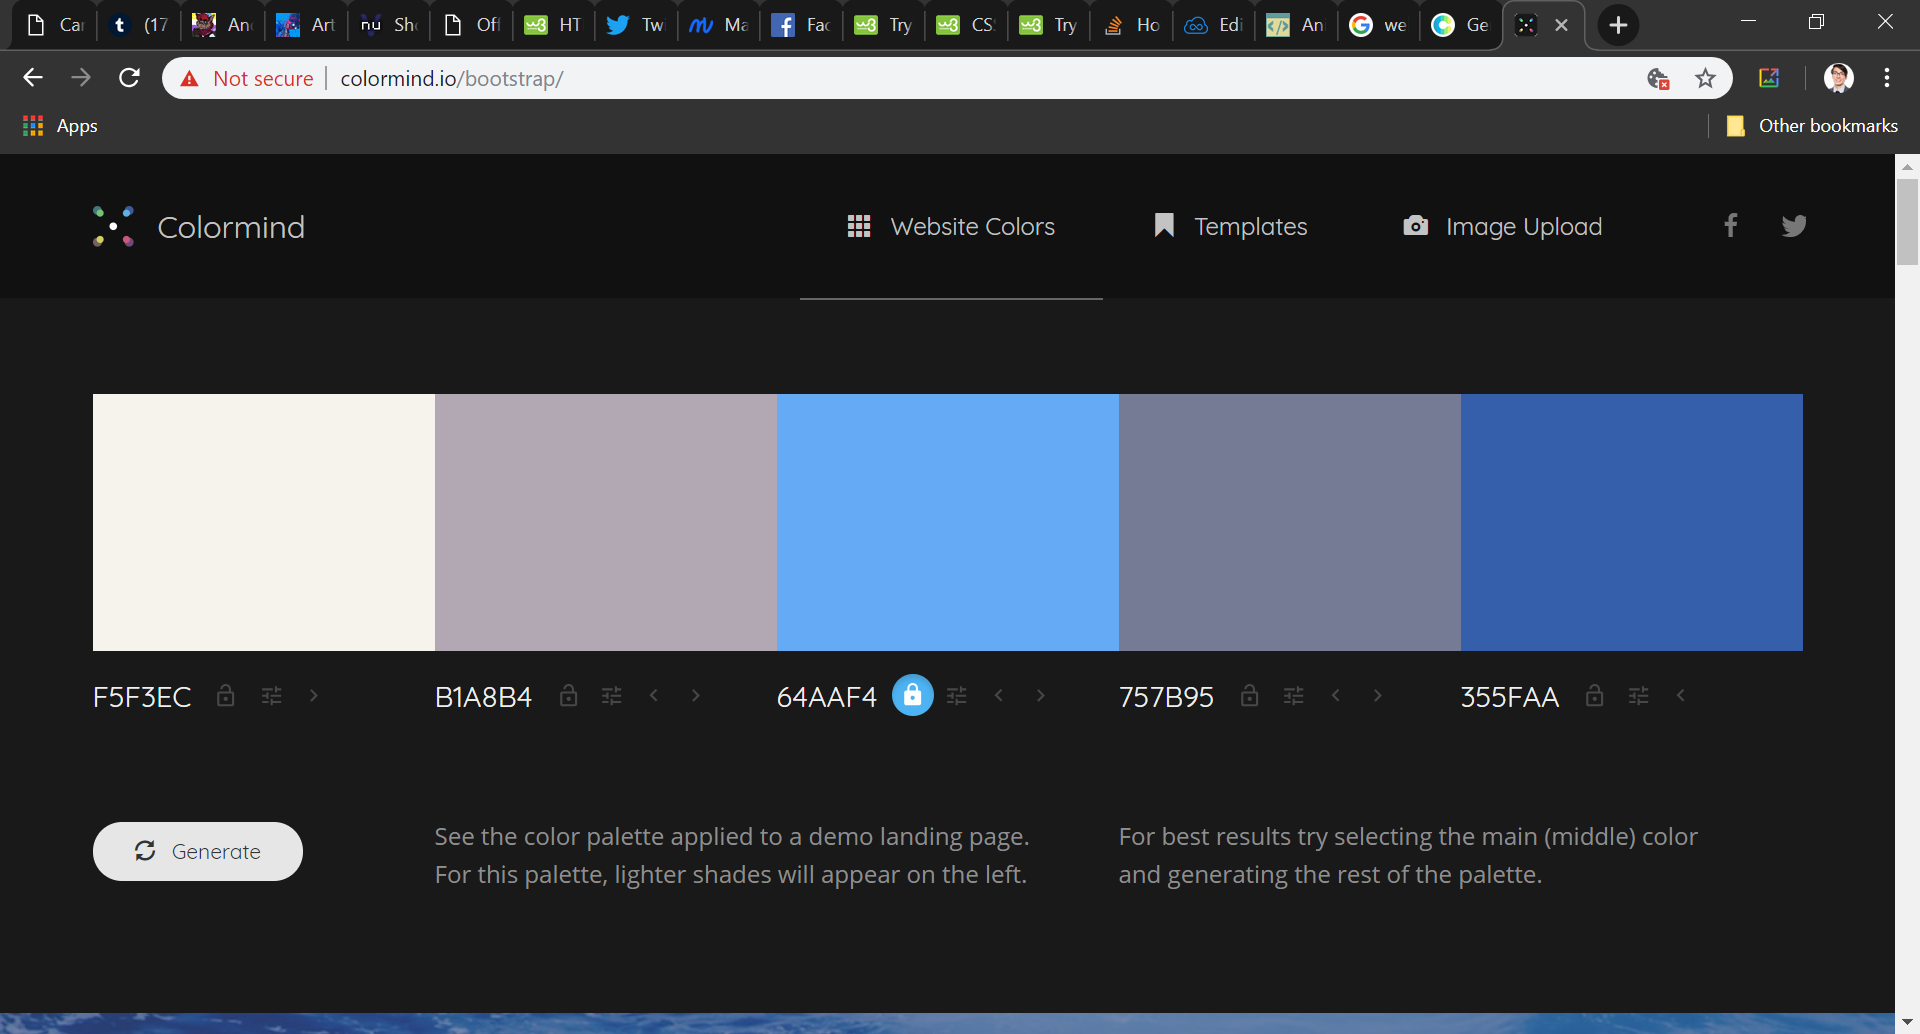 Car
(17
An
Art
Sh
Off
HT
Twi
Ma
Fac
Try
CS
Try
Ho
Edi
An
we
Ge
Not secure
colormind.io/bootstrap/
Apps
Other bookmarks
Colormind
Website Colors
Templates
Image Upload
F5F3EC
B1A8B4
64AAF4
757B95
355FAA
Generate
See the color palette applied to a demo landing page.
For this palette, lighter shades will appear on the left.
For best results try selecting the main (middle) color
and generating the rest of the palette.